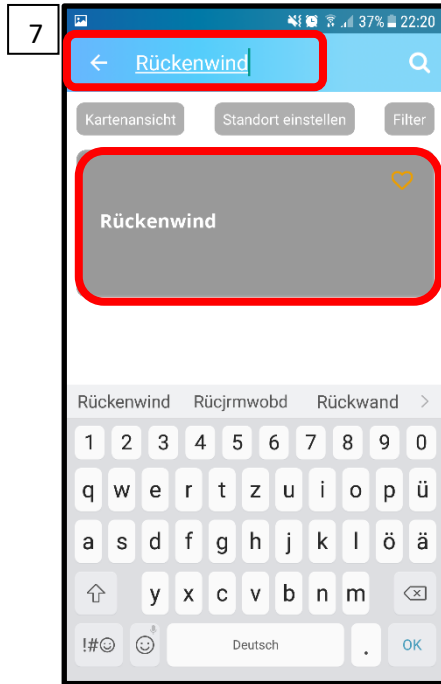 7
37% 22:20
Rückenwind
Kartenansicht Standort einstellen Filter
Rückenwind
Rückenwind Rücjrmwobd Rückwand
1 2 3 4 5 6 7 8 9 0
q w e r t z u i o p ü
a s d f g h j k l ö ä
y x c v b n m
!#☺ Deutsch . OK